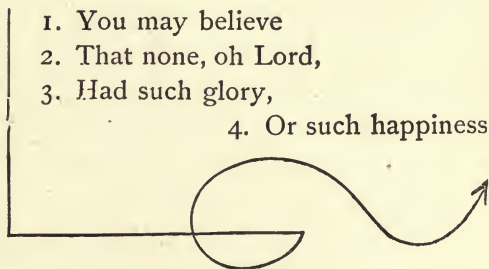 1. You may believe
2. That none, oh Lord,
3. Had such glory,
4. Or such happiness